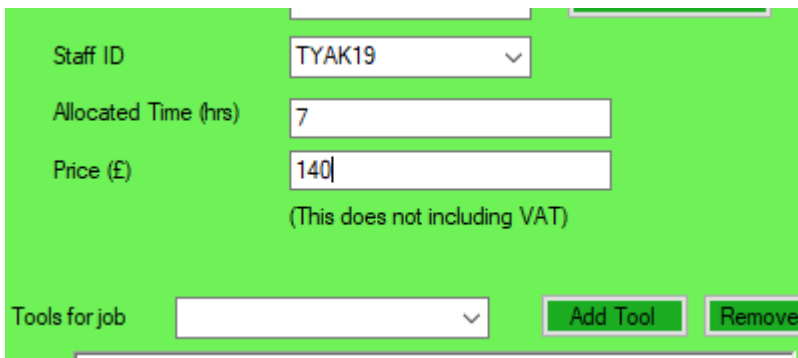 Staff ID TYAK19
Allocated Time (hrs) 7
Price (£) 140
(This does not including VAT)
Tools for job Add Tool Remove